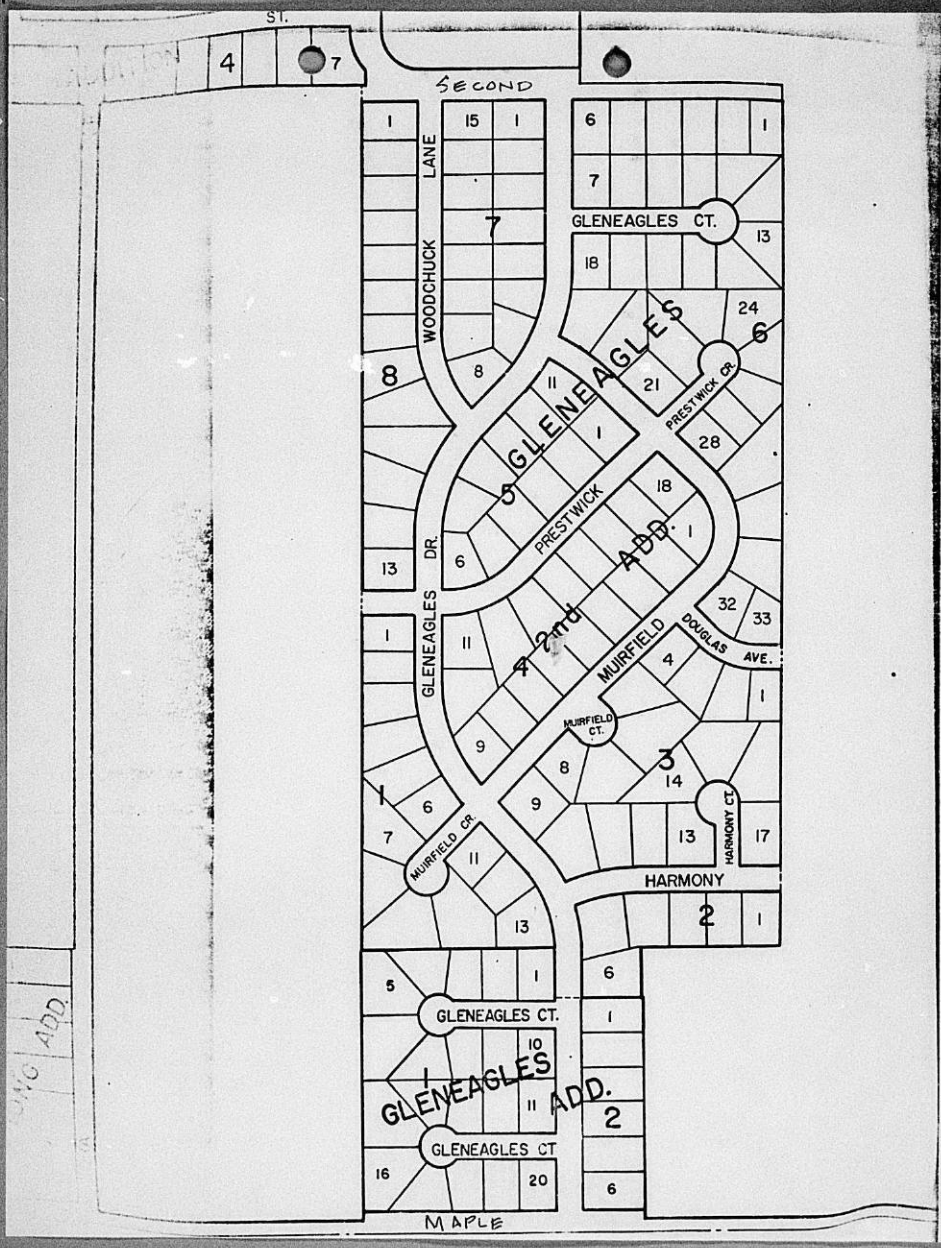 ST.
ADDITION
4
7
SECOND
1
LANE
15
1
6
1
7
7
GLENEAGLES CT.
13
18
WOODCHUCK
24
6
8
8
11
GLENEAGLES
21
PRESTWICK CR.
1
28
5
18
PRESTWICK
ADD.
1
13
DR.
6
32
33
1
GLENEAGLES
11
2nd
4
MUIRFIELD
DOUGLAS
AVE.
4
1
MUIRFIELD
CT.
9
8
3
14
1
6
9
7
MUIRFIELD CR.
11
13
HARMONY CT.
17
HARMONY
13
2
1
5
1
6
GLENEAGLES CT.
1
10
1
GLENEAGLES
ADD.
11
2
GLENEAGLES CT
16
20
6
MAPLE
ADD.